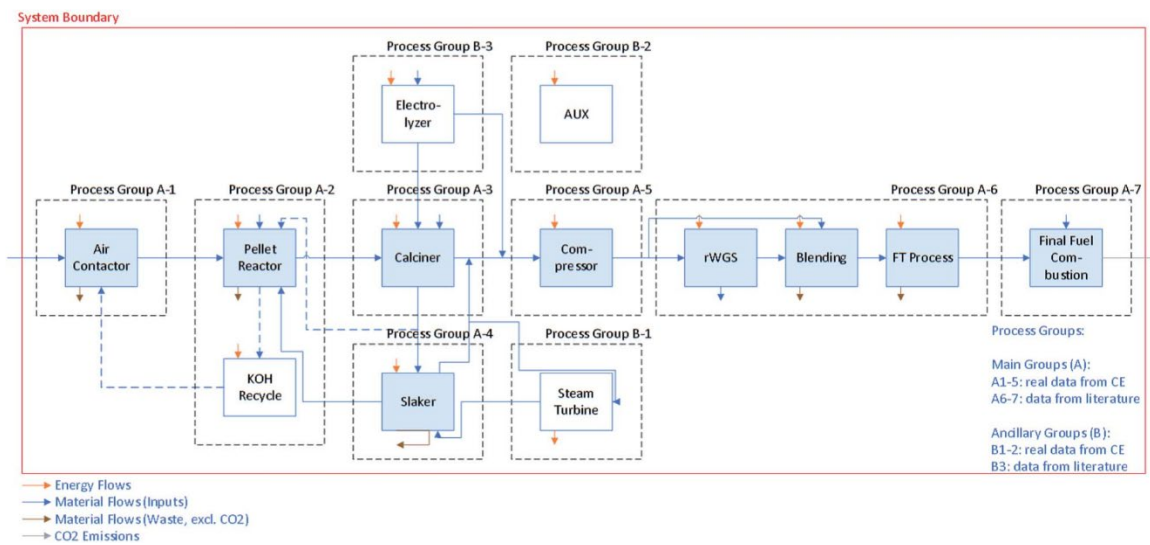 System Boundary
Process Group B-3
Process Group B-2
Electro-
lyzer
AUX
Process Group A-1
Process Group A-2
Process Group A-3
Process Group A-5
Process Group A-6
Process Group A-7
Air
Contactor
Pellet
Reactor
Calciner
Com-
pressor
rWGS
Blending
FT Process
Final Fuel
Com-
bustion
Process Group A-4
Process Group B-1
KOH
Recycle
Slaker
Steam
Turbine
Process Groups:
Main Groups (A):
A1-5: real data from CE
A6-7: data from literature
Ancillary Groups (B):
B1-2: real data from CE
B3: data from literature
Energy Flows
Material Flows (Inputs)
Material Flows (Waste, excl. CO2)
CO2 Emissions